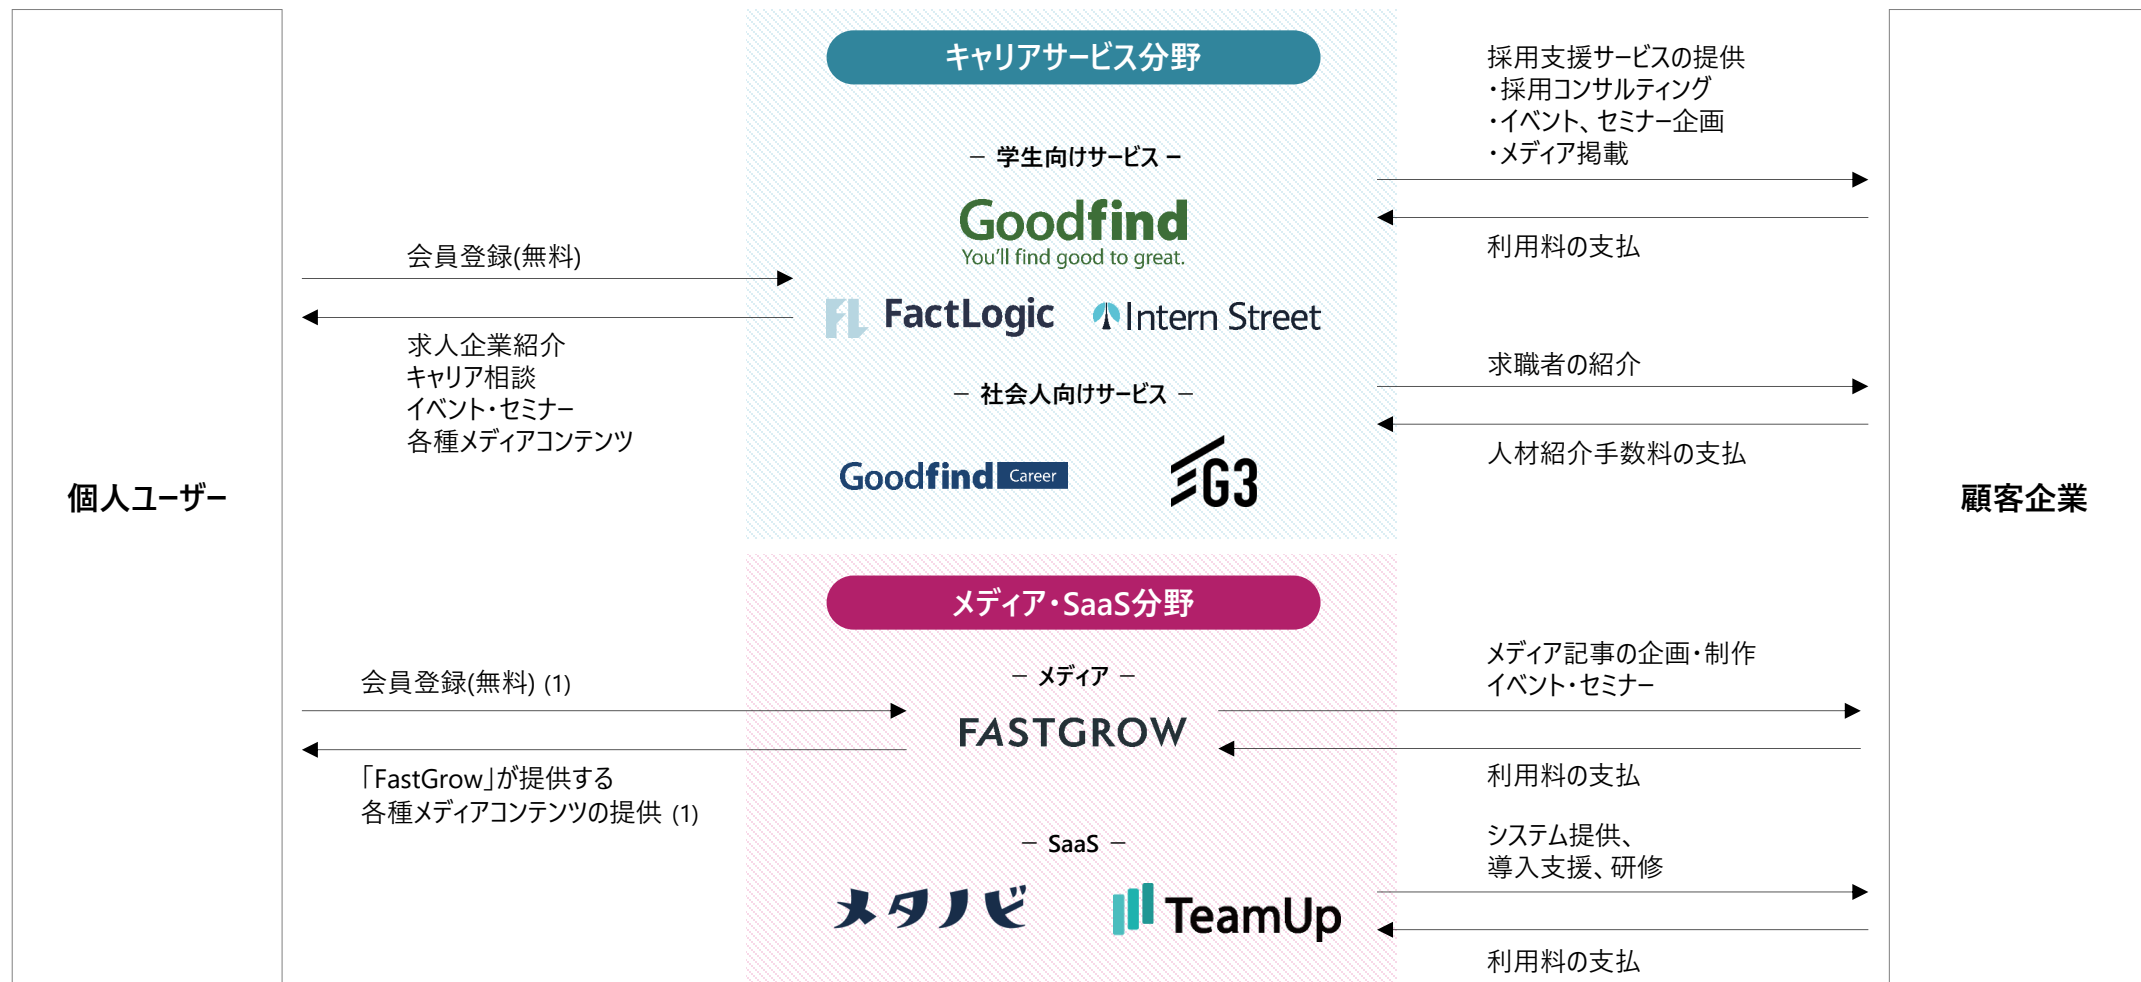 個人ユーザー
会員登録(無料)
求人企業紹介
キャリア相談
イベント・セミナー
各種メディアコンテンツ
会員登録(無料) (1)
「FastGrow」が提供する
各種メディアコンテンツの提供 (1)
キャリアサービス分野
― 学生向けサービス ―
Goodfind
You'll find good to great.
FL FactLogic
Intern Street
― 社会人向けサービス ―
Goodfind Career
G3
メディア・SaaS分野
― メディア ―
FASTGROW
― SaaS ―
メタノビ
TeamUp
採用支援サービスの提供
・採用コンサルティング
・イベント、セミナー企画
・メディア掲載
利用料の支払
求職者の紹介
人材紹介手数料の支払
メディア記事の企画・制作
イベント・セミナー
利用料の支払
システム提供、
導入支援、研修
利用料の支払
顧客企業